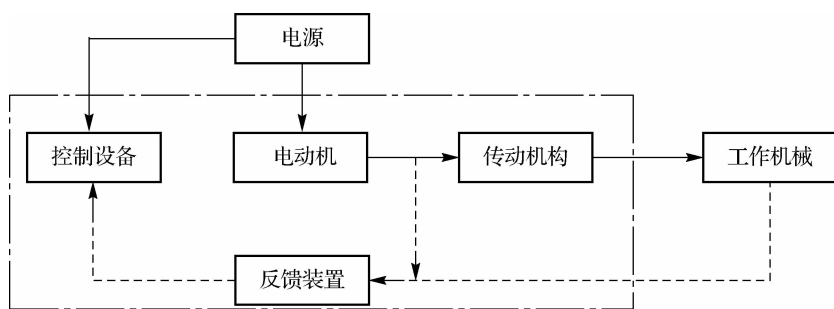 电源
控制设备
电动机
传动机构
工作机械
反馈装置